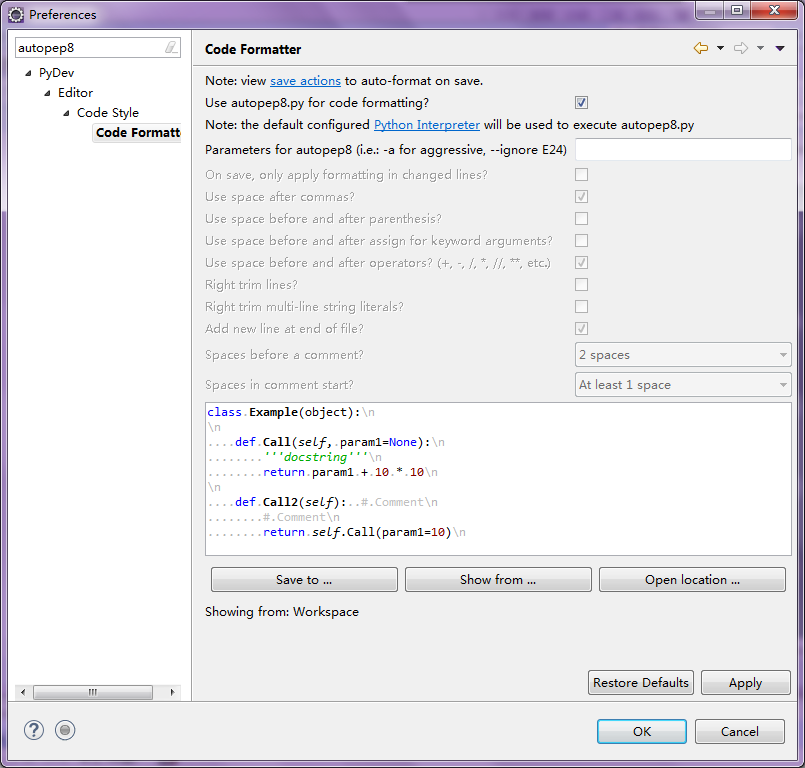 Preferences
autopep8
PyDev
Editor
Code Style
Code Formatt
Code Formatter
Note: view save actions to auto-format on save.
Use autopep8.py for code formatting?
Note: the default configured Python Interpreter will be used to execute autopep8.py
Parameters for autopep8 (i.e.: -a for aggressive, --ignore E24)
On save, only apply formatting in changed lines?
Use space after commas?
Use space before and after parenthesis?
Use space before and after assign for keyword arguments?
Use space before and after operators? (+, -, /, *, //, **, etc.)
Right trim lines?
Right trim multi-line string literals?
Add new line at end of file?
Spaces before a comment? 2 spaces
Spaces in comment start? At least 1 space
class.Example(object):\n
\n
....def.Call(self,.param1=None):\n
........'''docstring'''\n
........return.param1.+.10.*.10\n
\n
....def.Call2(self):..#.Comment\n
........#.Comment\n
........return.self.Call(param1=10)\n
Save to ... Show from ... Open location ...
Showing from: Workspace
Restore Defaults Apply
OK Cancel